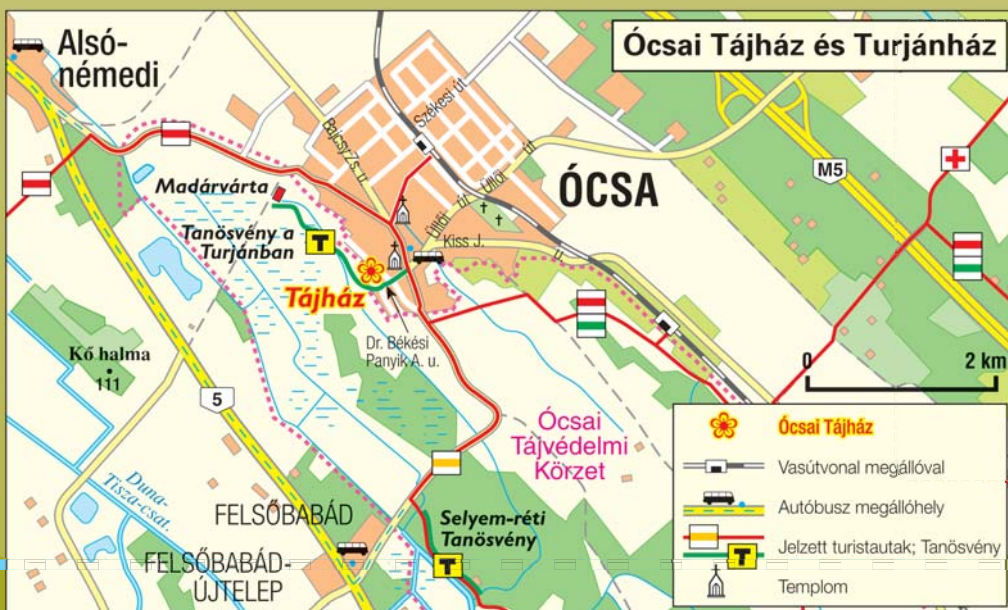 Ócsai Tájház és Turjánház
Alsó-
némedi
Székesi út
Bajcsy Zs. u.
M5
Üllői út
ÓCSA
Madárvárta
Tanösvény a
Turjánban
T
Üllői út
Kiss J.
u.
Tájház
Dr. Békési
Panyik A. u.
0
2 km
Kő halma
111
5
Ócsai
Tájvédelmi
Körzet
Duna-
Tisza-csat.
FELSŐBABÁD
Selyem-réti
Tanösvény
T
FELSŐBABÁD-
ÚJTELEP
Ócsai Tájház
Vasútvonal megállóval
Autóbusz megállóhely
Jelzett turistautak; Tanösvény
T
Templom